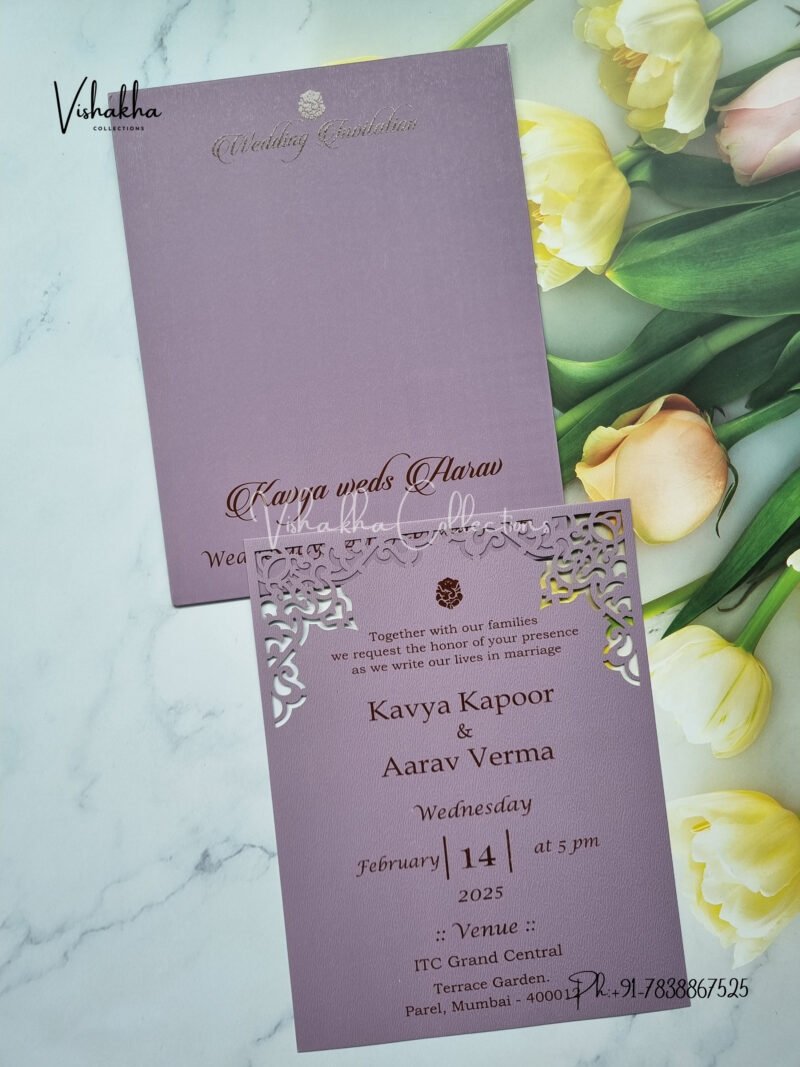 Vishakha
COLLECTIONS
Wedding Invitation
Kavya weds Aarav
Vishakha Collections
Together with our families
we request the honor of your presence
as we write our lives in marriage
Kavya Kapoor
&
Aarav Verma
Wednesday
February | 14 | at 5 pm
2025
:: Venue ::
ITC Grand Central
Terrace Garden.
Parel, Mumbai - 400012
Ph:+91-7838867525